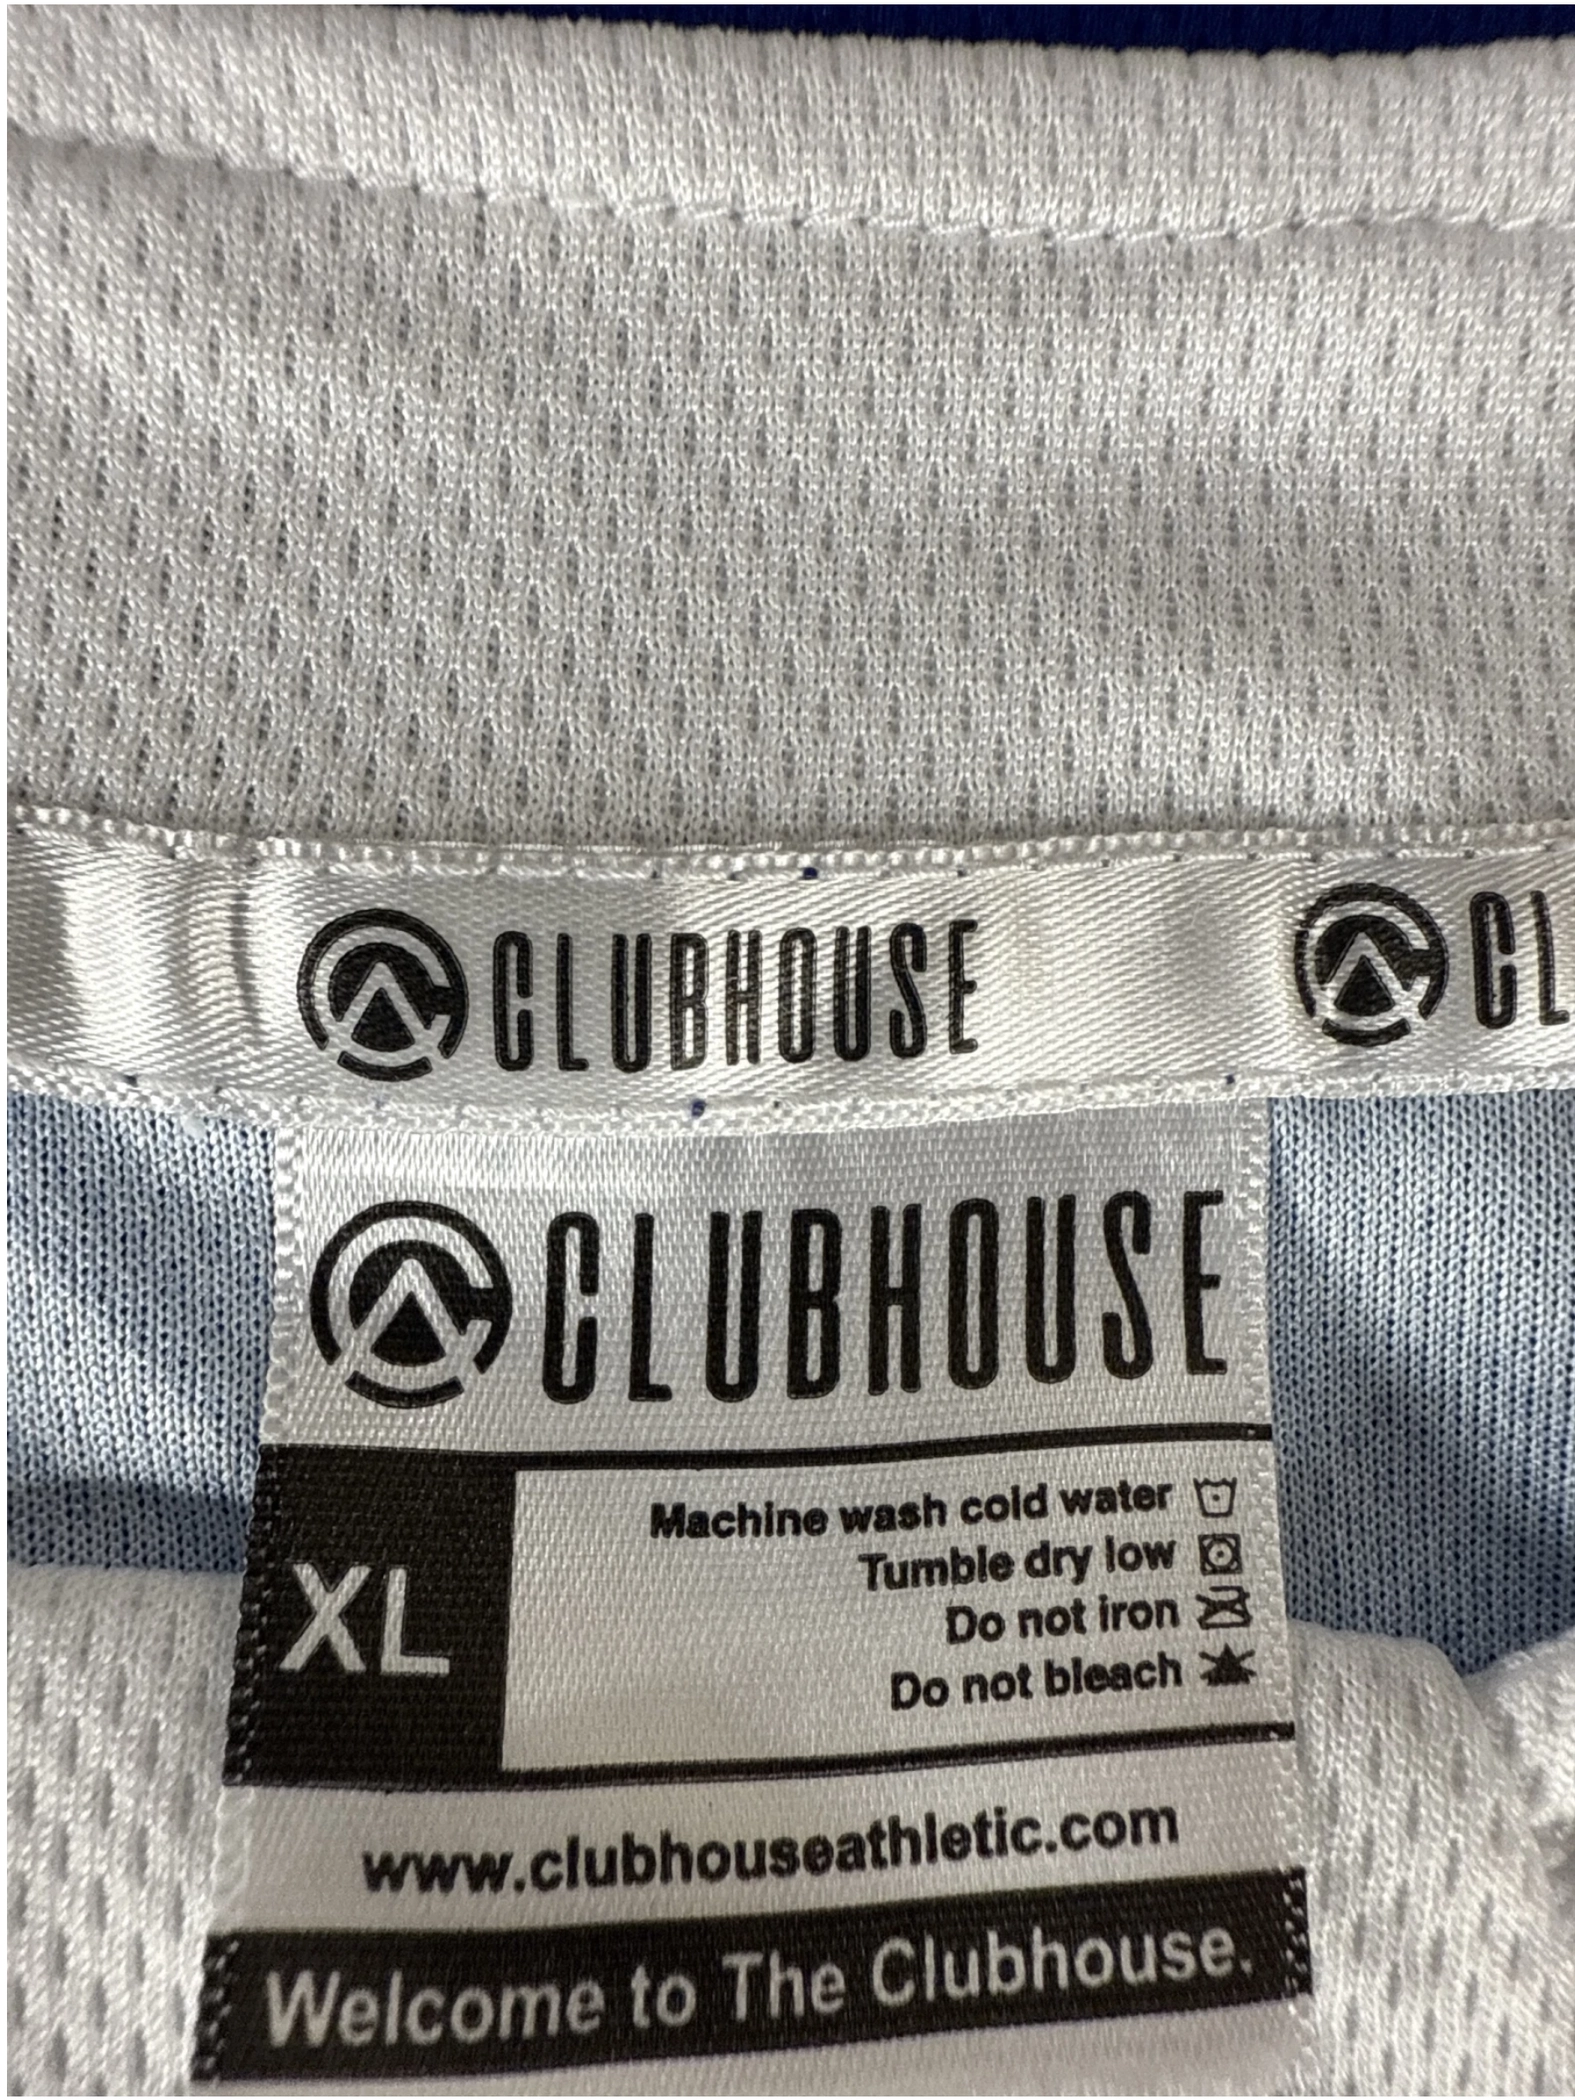 CLUBHOUSE CL
CLUBHOUSE
XL
Machine wash cold water
Tumble dry low
Do not iron
Do not bleach
www.clubhouseathletic.com
Welcome to The Clubhouse.